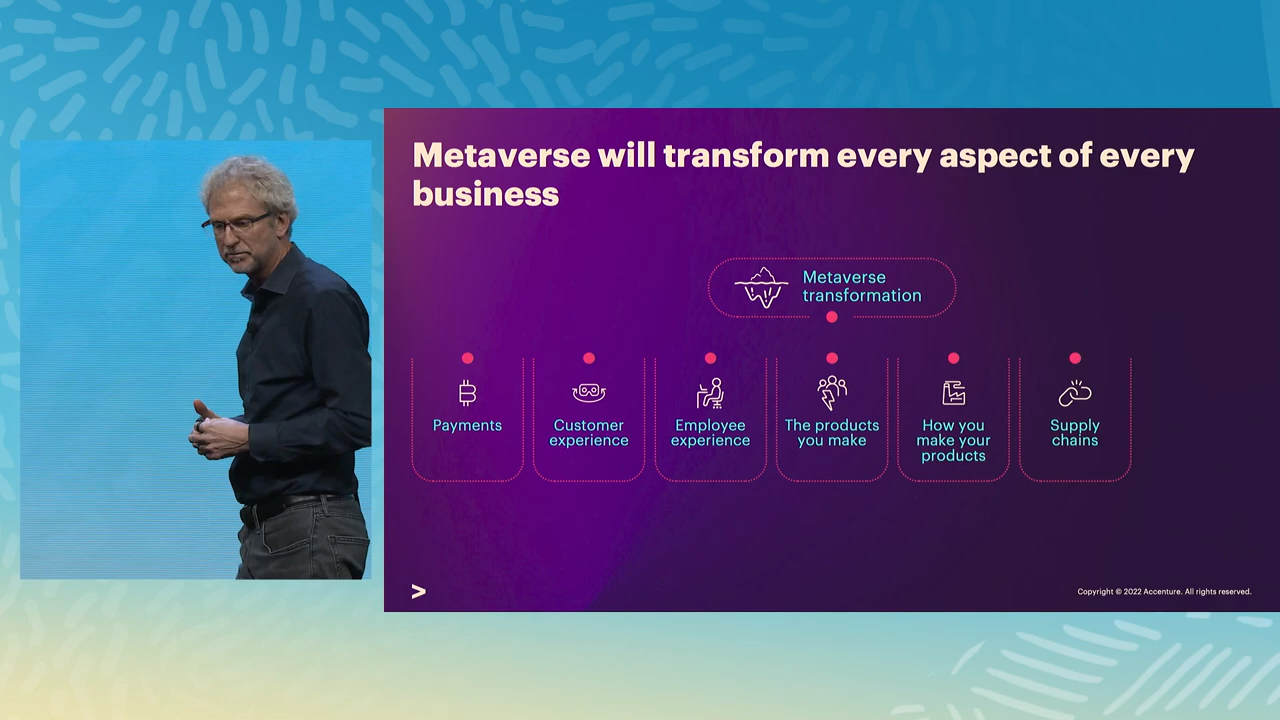 Metaverse will transform every aspect of every
business
Metaverse
transformation
Payments
Customer
experience
Employee
experience
The products
you make
How you
make your
products
Supply
chains
>
Copyright © 2022 Accenture. All rights reserved.